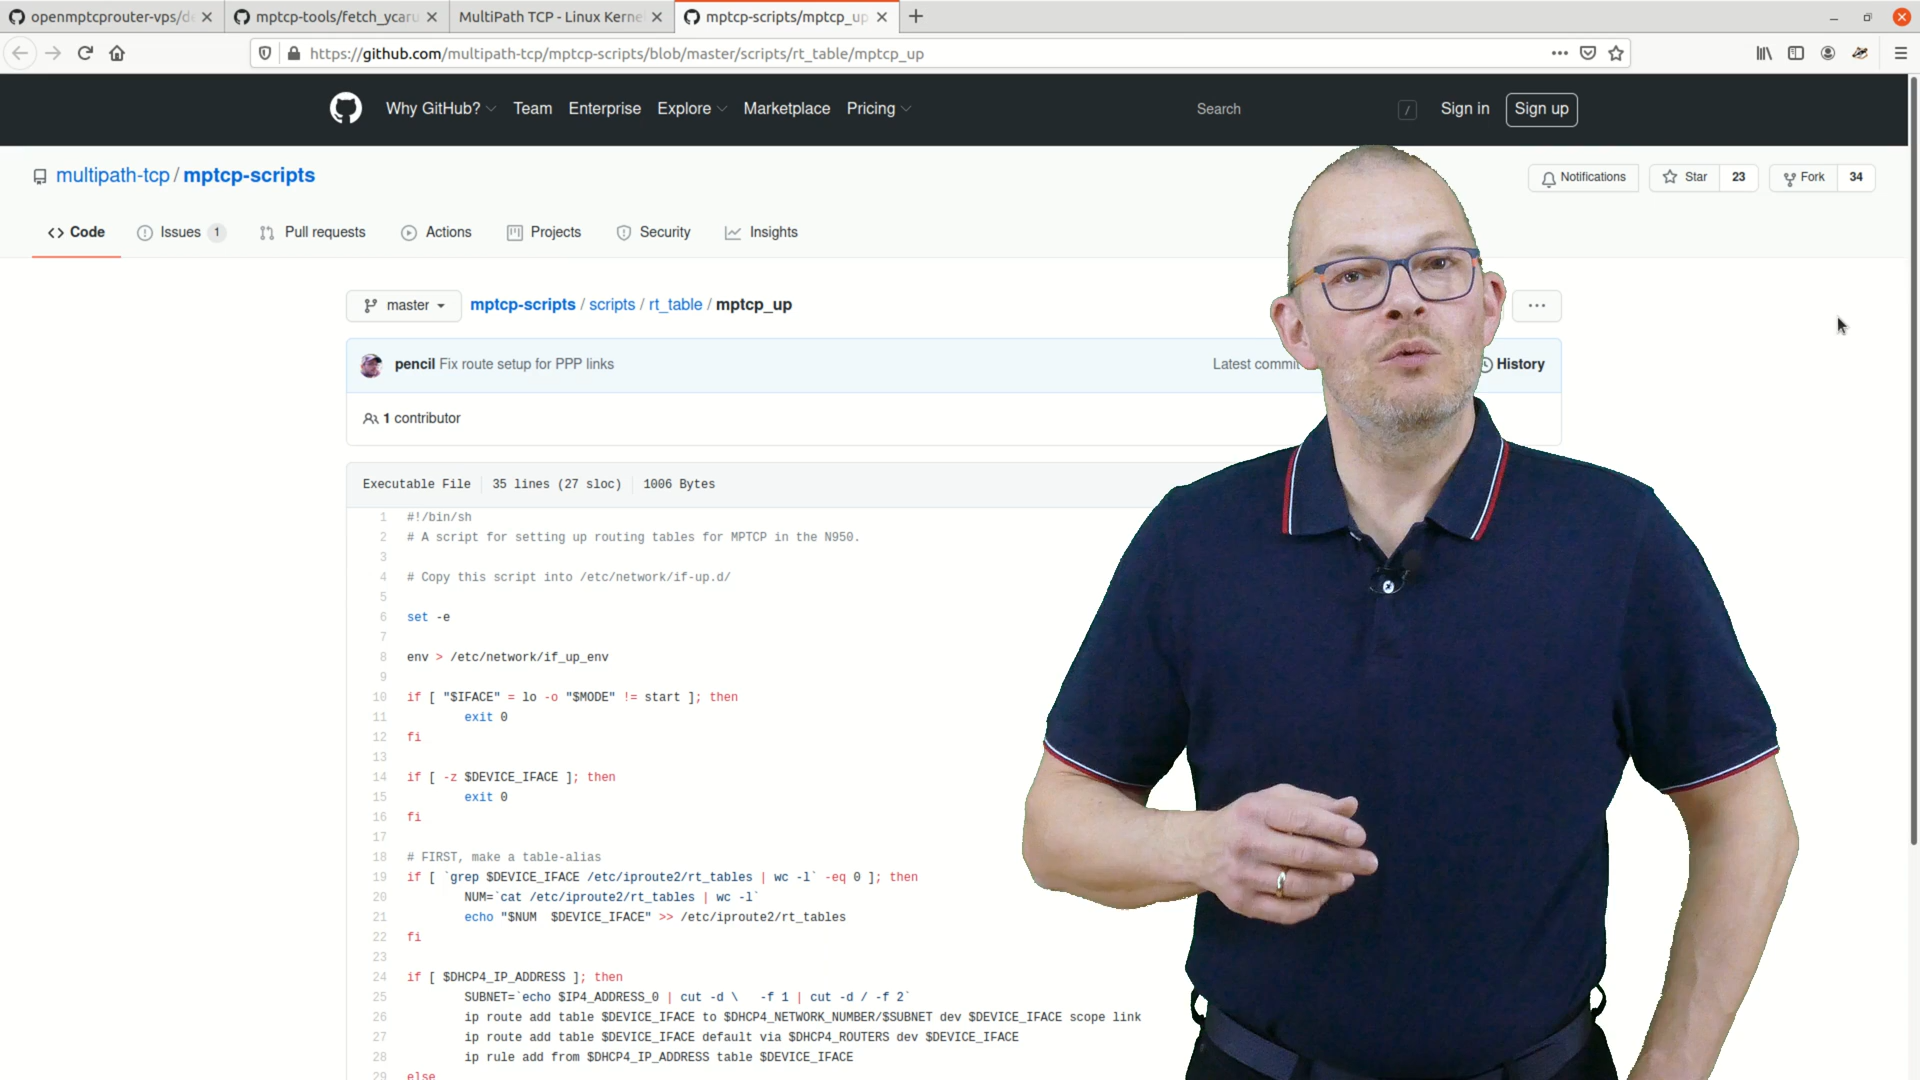 openmptcprouter-vps/d
mptcp-tools/fetch_ycaru
MultiPath TCP - Linux Kerne
mptcp-scripts/mptcp_up
https://github.com/multipath-tcp/mptcp-scripts/blob/master/scripts/rt_table/mptcp_up
Why GitHub? Team Enterprise Explore Marketplace Pricing Search / Sign in Sign up
multipath-tcp / mptcp-scripts
Notifications Star 23 Fork 34
Code Issues 1 Pull requests Actions Projects Security Insights
master mptcp-scripts / scripts / rt_table / mptcp_up
pencil Fix route setup for PPP links Latest commit History
1 contributor
Executable File 35 lines (27 sloc) 1006 Bytes
1 #!/bin/sh
2 # A script for setting up routing tables for MPTCP in the N950.
3
4 # Copy this script into /etc/network/if-up.d/
5
6 set -e
7
8 env > /etc/network/if_up_env
9
10 if [ "$IFACE" = lo -o "$MODE" != start ]; then
11 exit 0
12 fi
13
14 if [ -z $DEVICE_IFACE ]; then
15 exit 0
16 fi
17
18 # FIRST, make a table-alias
19 if [ `grep $DEVICE_IFACE /etc/iproute2/rt_tables | wc -l` -eq 0 ]; then
20 NUM=`cat /etc/iproute2/rt_tables | wc -l`
21 echo "$NUM  $DEVICE_IFACE" >> /etc/iproute2/rt_tables
22 fi
23
24 if [ $DHCP4_IP_ADDRESS ]; then
25 SUBNET=`echo $IP4_ADDRESS_0 | cut -d \   -f 1 | cut -d / -f 2`
26 ip route add table $DEVICE_IFACE to $DHCP4_NETWORK_NUMBER/$SUBNET dev $DEVICE_IFACE scope link
27 ip route add table $DEVICE_IFACE default via $DHCP4_ROUTERS dev $DEVICE_IFACE
28 ip rule add from $DHCP4_IP_ADDRESS table $DEVICE_IFACE
29 else